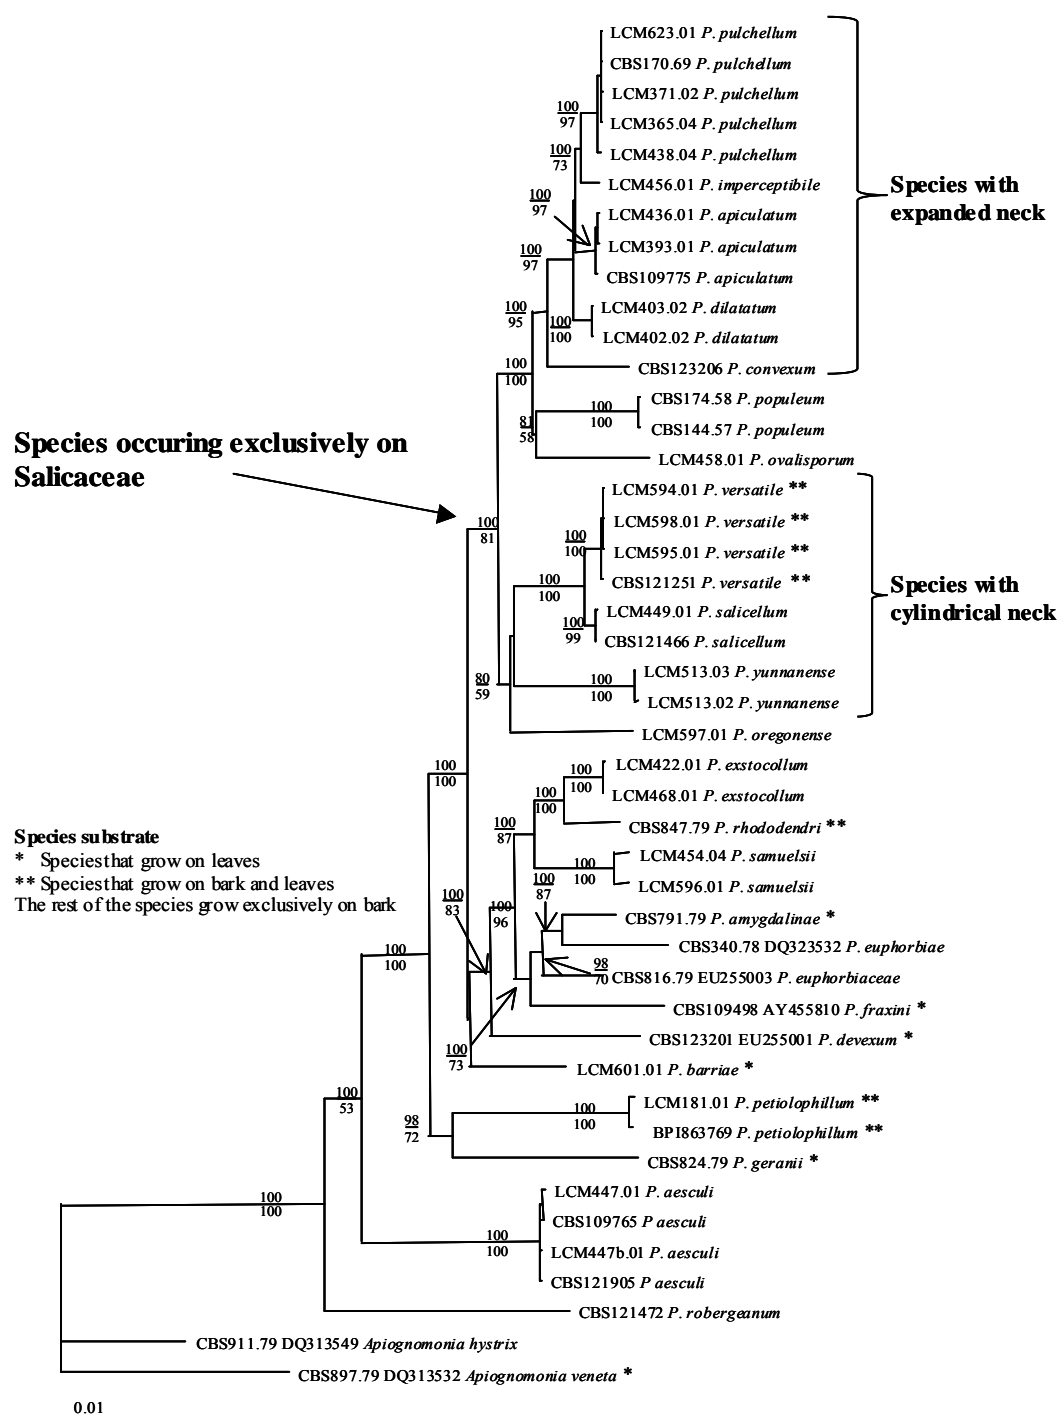 LCM623.01 P. pulchellum
CBS170.69 P. pulchellum
LCM371.02 P. pulchellum
100
97
LCM365.04 P. pulchellum
LCM438.04 P. pulchellum
100
73
LCM456.01 P. imperceptibile
Species with
expanded neck
100
97
LCM436.01 P. apiculatum
LCM393.01 P. apiculatum
100
97
CBS109775 P. apiculatum
LCM403.02 P. dilatatum
100
95
100
100
LCM402.02 P. dilatatum
100
100
CBS123206 P. convexum
CBS174.58 P. populeum
100
100
81
58
CBS144.57 P. populeum
Species occuring exclusively on
Salicaceae
LCM458.01 P. ovalisporum
LCM594.01 P. versatile **
100
81
LCM598.01 P. versatile **
100
100
LCM595.01 P. versatile **
100
100
CBS121251 P. versatile **
Species with
cylindrical neck
LCM449.01 P. salicellum
100
99
CBS121466 P. salicellum
80
59
LCM513.03 P. yunnanense
100
100
LCM513.02 P. yunnanense
LCM597.01 P. oregonense
100
100
LCM422.01 P. exstocollum
100
100
LCM468.01 P. exstocollum
100
100
100
87
CBS847.79 P. rhododendri **
Species substrate
* Species that grow on leaves
** Species that grow on bark and leaves
The rest of the species grow exclusively on bark
LCM454.04 P. samuelsii
100
100
LCM596.01 P. samuelsii
100
87
100
83
100
96
CBS791.79 P. amygdalinae *
CBS340.78 DQ323532 P. euphorbiae
100
100
98
70
CBS816.79 EU255003 P. euphorbiaceae
CBS109498 AY455810 P. fraxini *
CBS123201 EU255001 P. devexum *
100
73
LCM601.01 P. barriae *
100
53
LCM181.01 P. petiolophillum **
100
100
98
72
BPI863769 P. petiolophillum **
CBS824.79 P. geranii *
100
100
LCM447.01 P. aesculi
CBS109765 P aesculi
100
100
LCM447b.01 P. aesculi
CBS121905 P aesculi
CBS121472 P. robergeanum
CBS911.79 DQ313549 Apiognomonia hystrix
CBS897.79 DQ313532 Apiognomonia veneta *
0.01